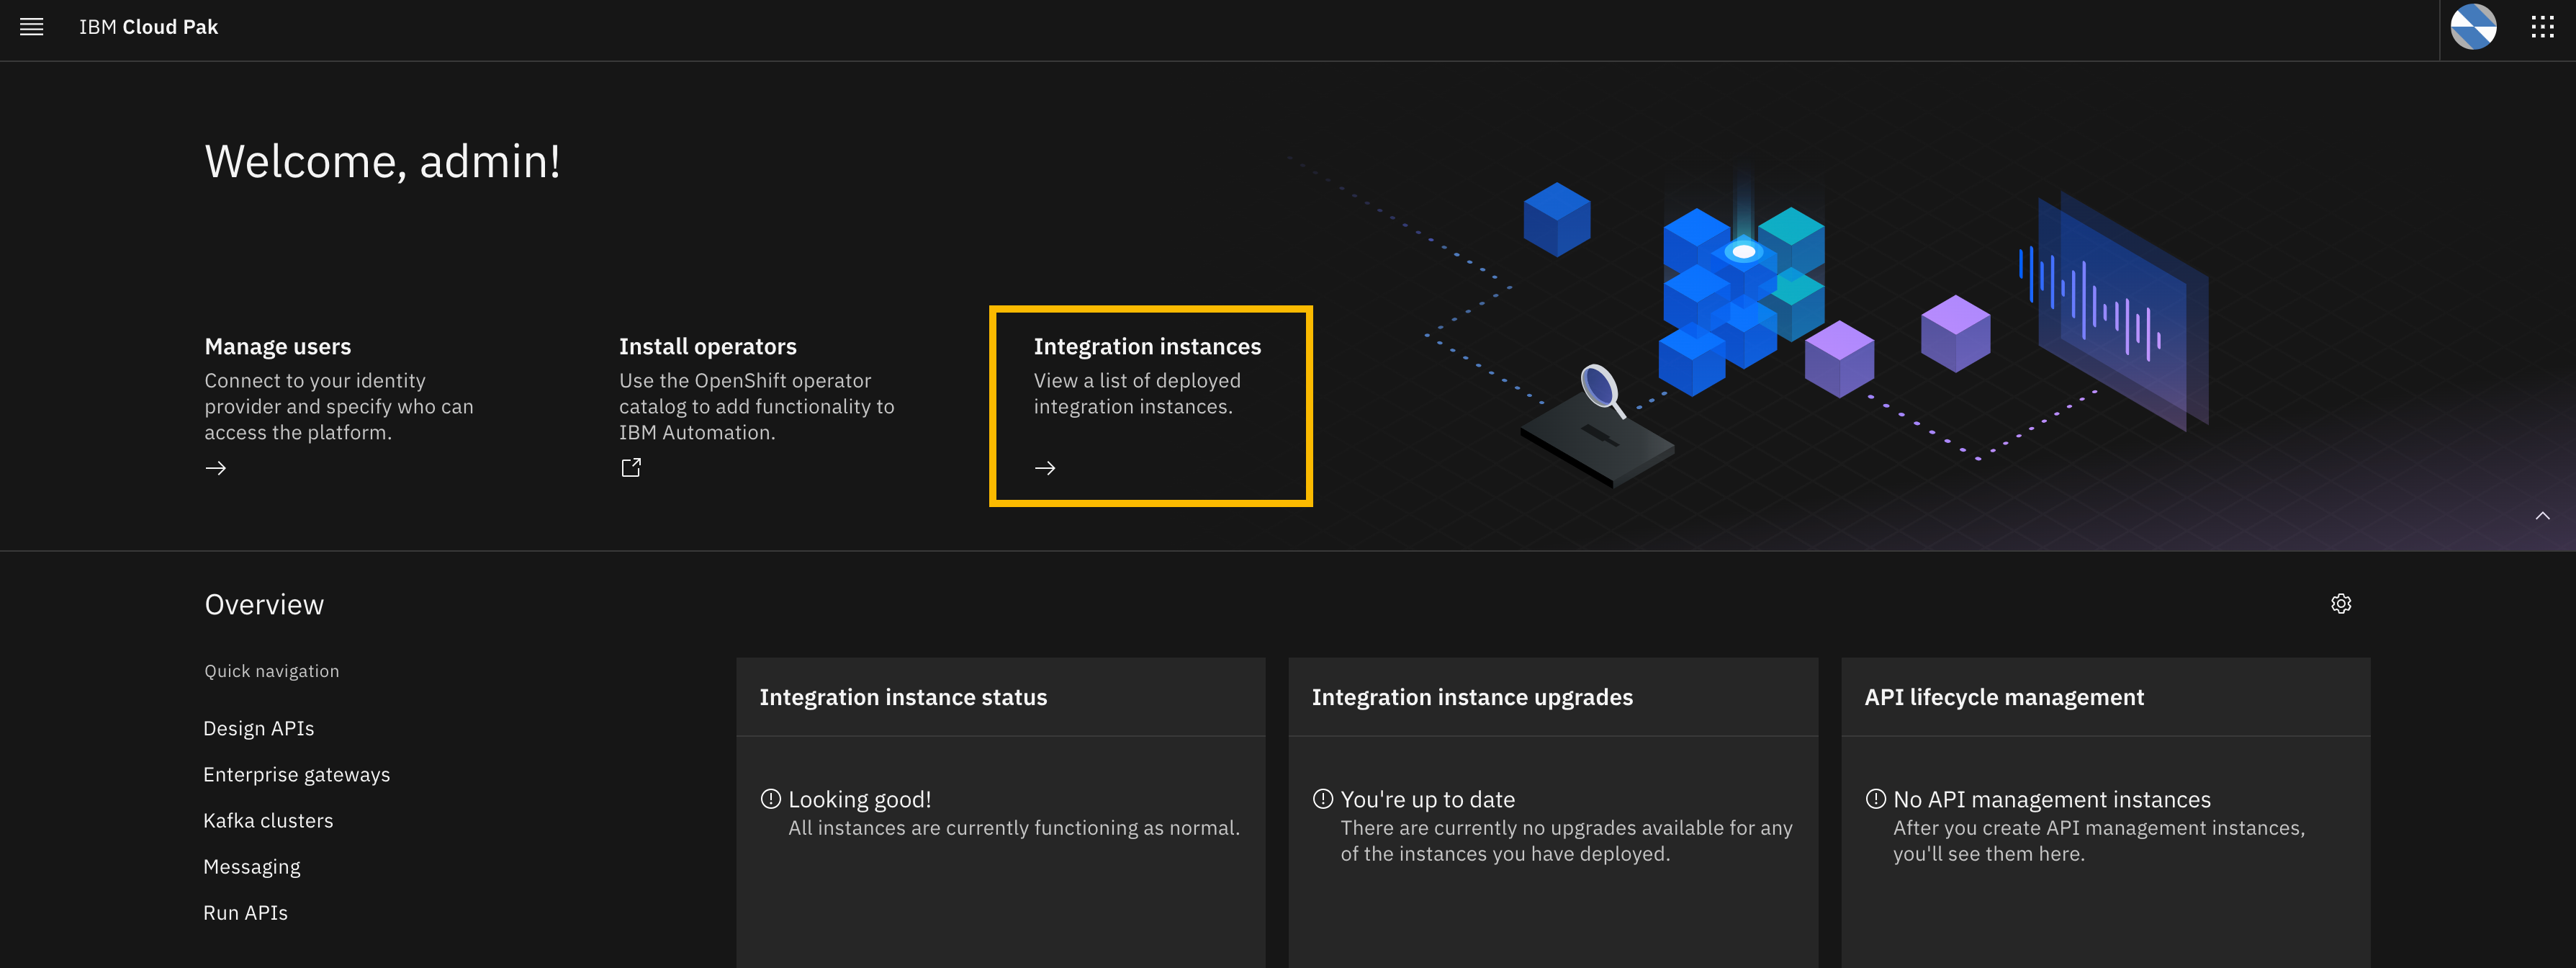 IBM Cloud Pak
Welcome, admin!
Manage users
Connect to your identity
provider and specify who can
access the platform.
Install operators
Use the OpenShift operator
catalog to add functionality to
IBM Automation.
Integration instances
View a list of deployed
integration instances.
Overview
Quick navigation
Design APIs
Enterprise gateways
Kafka clusters
Messaging
Run APIs
Integration instance status
Looking good!
All instances are currently functioning as normal.
Integration instance upgrades
You're up to date
There are currently no upgrades available for any
of the instances you have deployed.
API lifecycle management
No API management instances
After you create API management instances,
you'll see them here.